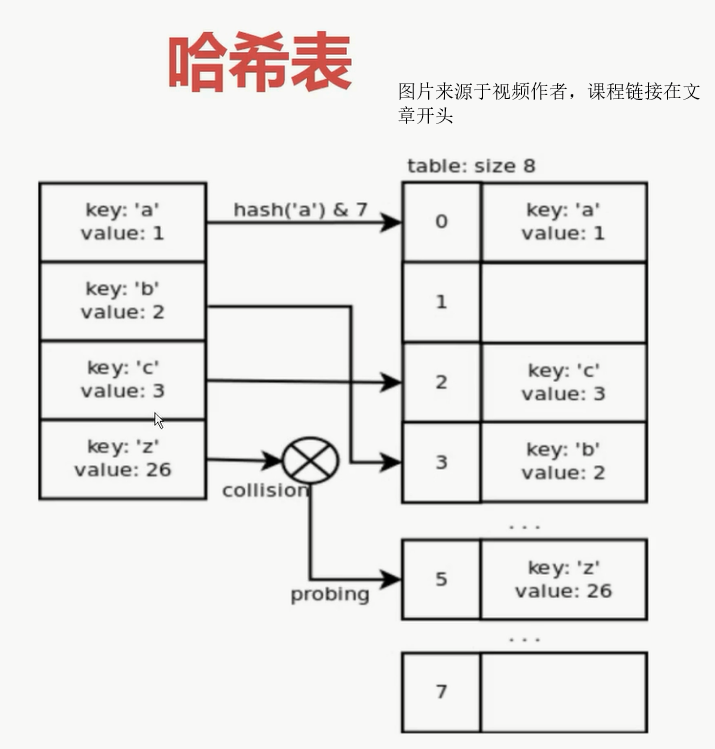 哈希表
图片来源于视频作者，课程链接在文
章开头
table: size 8
key: 'a'
value: 1
hash('a') & 7
0
key: 'a'
value: 1
key: 'b'
value: 2
1
key: 'c'
value: 3
2
key: 'c'
value: 3
key: 'z'
value: 26
collision
3
key: 'b'
value: 2
. . .
probing
5
key: 'z'
value: 26
. . .
7